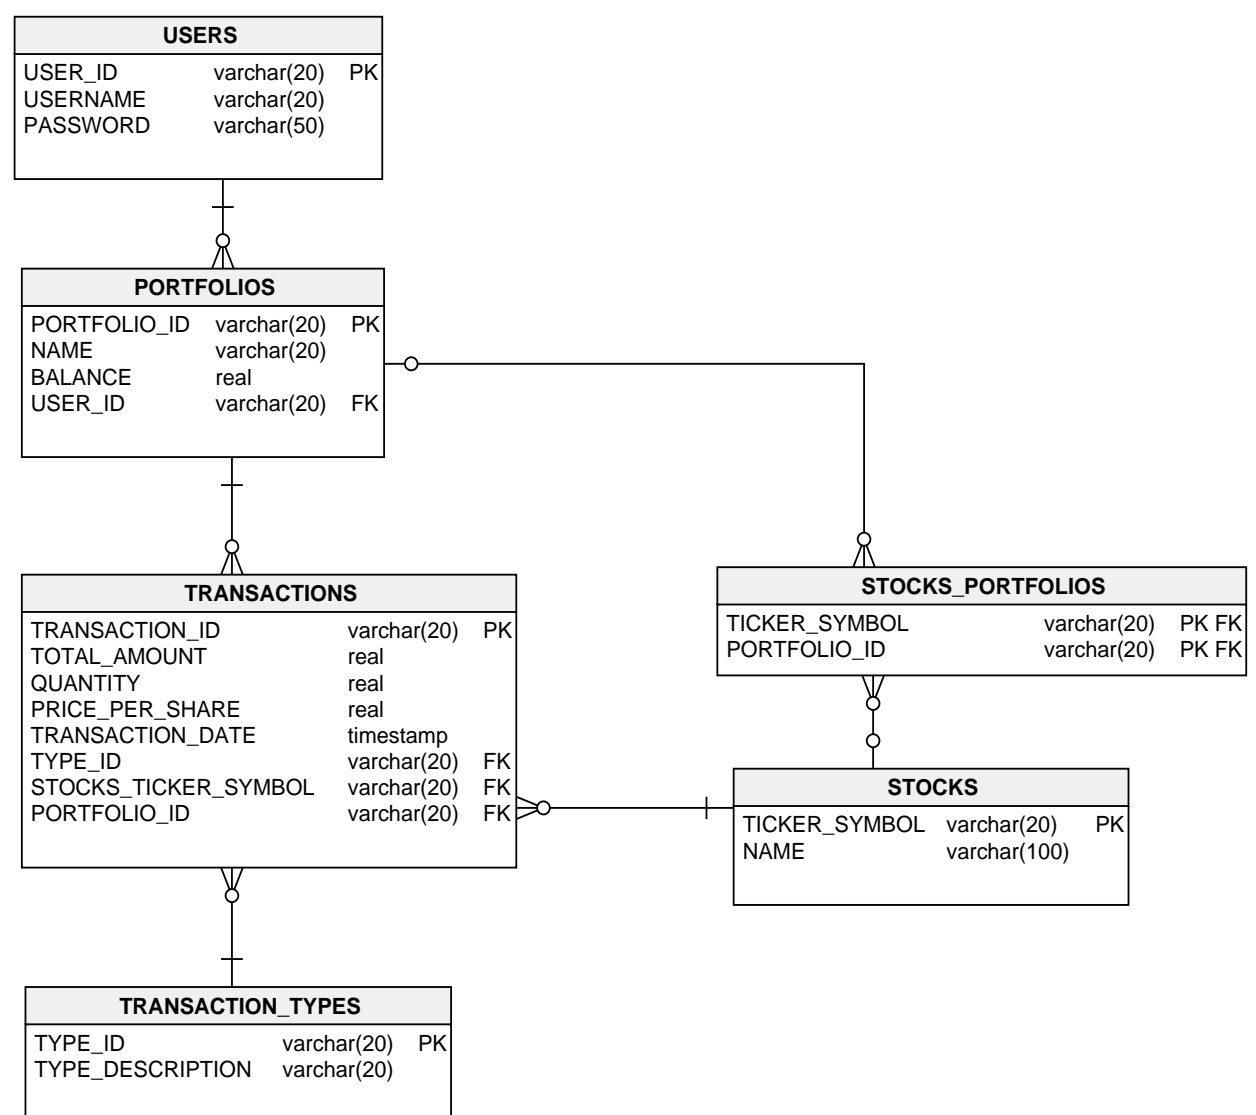 USERS
USER_ID varchar(20) PK
USERNAME varchar(20)
PASSWORD varchar(50)
PORTFOLIOS
PORTFOLIO_ID varchar(20) PK
NAME varchar(20)
BALANCE real
USER_ID varchar(20) FK
TRANSACTIONS
TRANSACTION_ID varchar(20) PK
TOTAL_AMOUNT real
QUANTITY real
PRICE_PER_SHARE real
TRANSACTION_DATE timestamp
TYPE_ID varchar(20) FK
STOCKS_TICKER_SYMBOL varchar(20) FK
PORTFOLIO_ID varchar(20) FK
STOCKS_PORTFOLIOS
TICKER_SYMBOL varchar(20) PK FK
PORTFOLIO_ID varchar(20) PK FK
STOCKS
TICKER_SYMBOL varchar(20) PK
NAME varchar(100)
TRANSACTION_TYPES
TYPE_ID varchar(20) PK
TYPE_DESCRIPTION varchar(20)